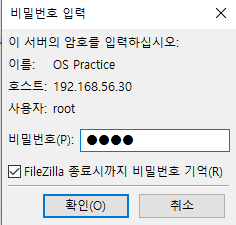 비밀번호 입력
이 서버의 암호를 입력하십시오:
이름: OS Practice
호스트: 192.168.56.30
사용자: root
비밀번호(P): ●●●●
FileZilla 종료시까지 비밀번호 기억(R)
확인(O) 취소